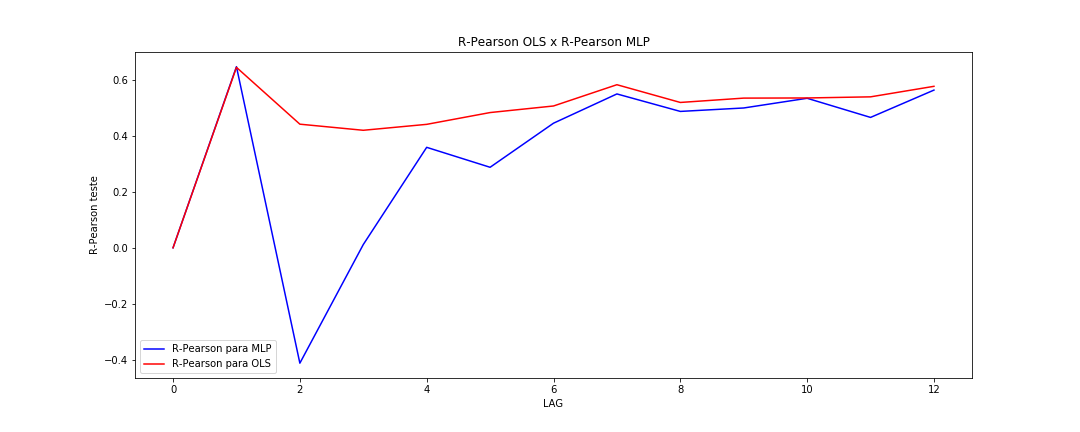 R-Pearson OLS x R-Pearson MLP
0.6
0.4
0.2
0.0
−0.2
−0.4
R-Pearson teste
R-Pearson para MLP
R-Pearson para OLS
0 2 4 6 8 10 12
LAG